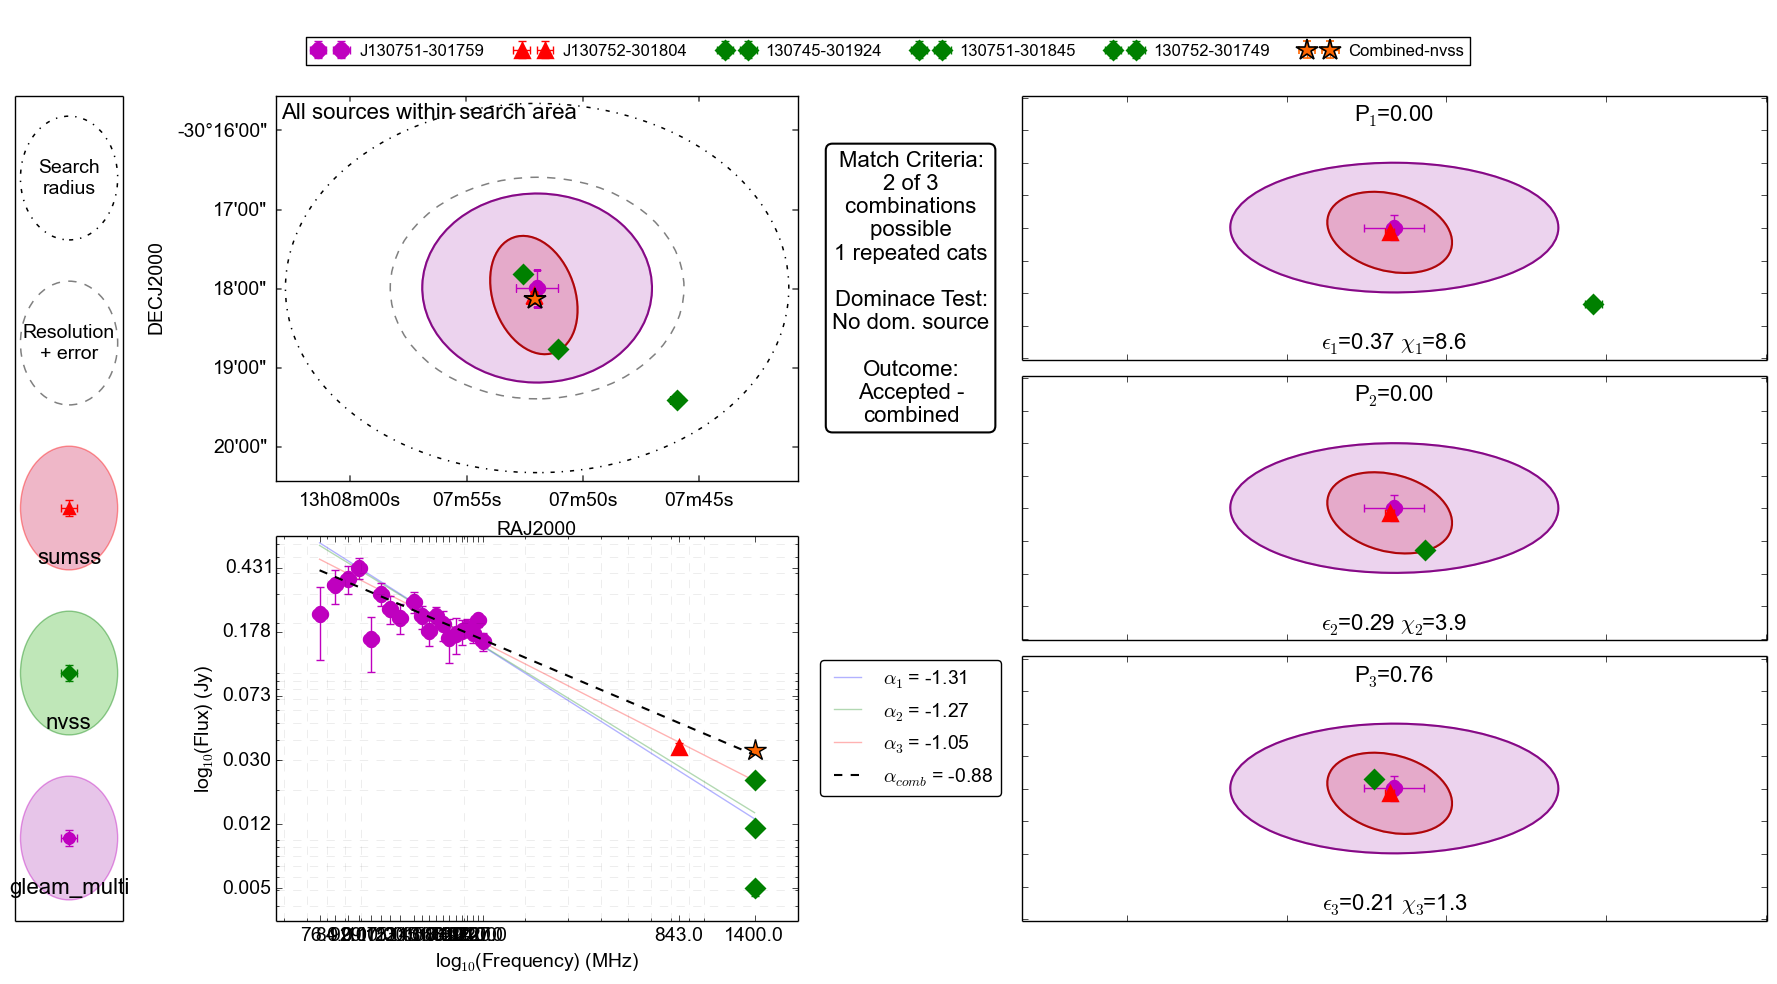 J130751-301759 J130752-301804 130745-301924 130751-301845 130752-301749 Combined-nvss
Search
radius
Resolution
+ error
sumss
nvss
gleam_multi
All sources within search area
-30°16'00"
17'00"
18'00"
19'00"
20'00"
DECJ2000
13h08m00s 07m55s 07m50s 07m45s
RAJ2000
Match Criteria:
2 of 3
combinations
possible
1 repeated cats
Dominace Test:
No dom. source
Outcome:
Accepted -
combined
P1=0.00
ϵ1=0.37 χ1=8.6
P2=0.00
ϵ2=0.29 χ2=3.9
P3=0.76
ϵ3=0.21 χ3=1.3
0.431
0.178
0.073
0.030
0.012
0.005
log10(Flux) (Jy)
843.0 1400.0
log10(Frequency) (MHz)
α1 = -1.31
α2 = -1.27
α3 = -1.05
αcomb = -0.88